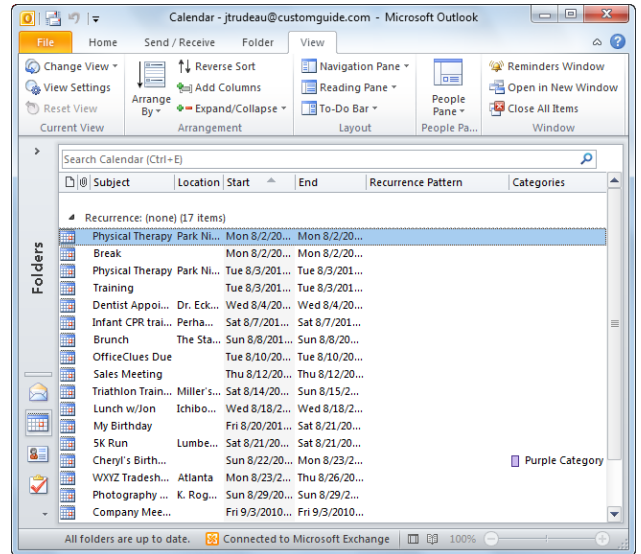 Calendar - jtrudeau@customguide.com - Microsoft Outlook
File Home Send / Receive Folder View
Change View
View Settings
Reset View
Current View
Arrange By
Reverse Sort
Add Columns
Expand/Collapse
Arrangement
Navigation Pane
Reading Pane
To-Do Bar
Layout
People Pane
People Pa...
Reminders Window
Open in New Window
Close All Items
Window
Search Calendar (Ctrl+E)
Subject Location Start End Recurrence Pattern Categories
Recurrence: (none) (17 items)
Physical Therapy Park Ni... Mon 8/2/20... Mon 8/2/20...
Break Mon 8/2/20... Mon 8/2/20...
Physical Therapy Park Ni... Tue 8/3/201... Tue 8/3/201...
Training Tue 8/3/201... Tue 8/3/201...
Dentist Appoi... Dr. Eck... Wed 8/4/20... Wed 8/4/20...
Infant CPR trai... Perha... Sat 8/7/201... Sat 8/7/201...
Brunch The Sta... Sun 8/8/201... Sun 8/8/20...
OfficeClues Due Tue 8/10/20... Tue 8/10/20...
Sales Meeting Thu 8/12/20... Thu 8/12/20...
Triathlon Train... Miller's... Sat 8/14/20... Sun 8/15/2...
Lunch w/Jon Ichibo... Wed 8/18/2... Wed 8/18/2...
My Birthday Fri 8/20/201... Sat 8/21/20...
5K Run Lumbe... Sat 8/21/20... Sat 8/21/20...
Cheryl's Birth... Sun 8/22/20... Mon 8/23/2... Purple Category
WXYZ Tradesh... Atlanta Mon 8/23/2... Thu 8/26/20...
Photography ... K. Rog... Sun 8/29/20... Sun 8/29/2...
Company Mee... Fri 9/3/2010... Fri 9/3/2010...
Folders
All folders are up to date. Connected to Microsoft Exchange 100%